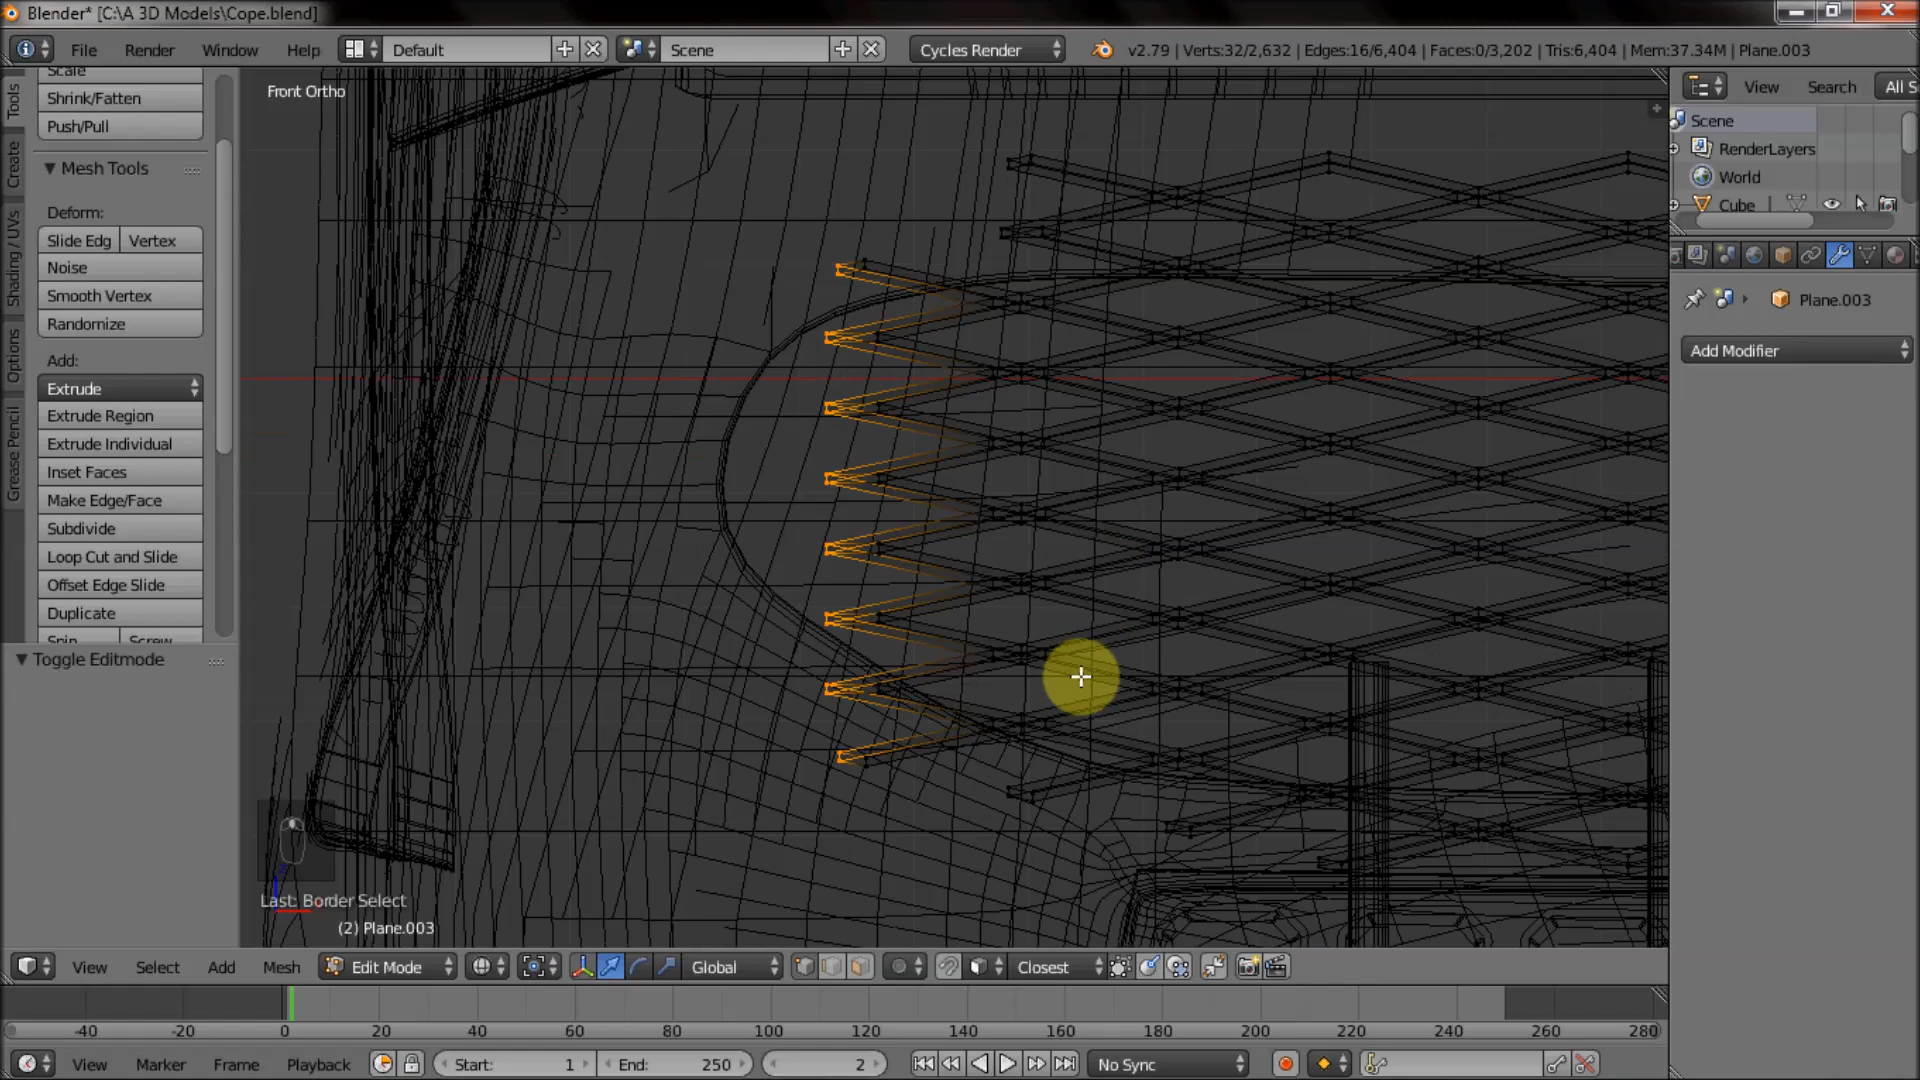 Blender* [C:\A 3D Models\Cope.blend]
File Render Window Help Default Scene Cycles Render v2.79 | Verts:32/2,632 | Edges:16/6,404 | Faces:0/3,202 | Tris:6,404 | Mem:37.34M | Plane.003
Scale
Shrink/Fatten
Push/Pull
Mesh Tools
Deform:
Slide Edg Vertex
Noise
Smooth Vertex
Randomize
Add:
Extrude
Extrude Region
Extrude Individual
Inset Faces
Make Edge/Face
Subdivide
Loop Cut and Slide
Offset Edge Slide
Duplicate
Spin Screw
Toggle Editmode
Tools
Create
Shading / UVs
Options
Grease Pencil
Front Ortho
Last: Border Select
(2) Plane.003
View Search All S
Scene
RenderLayers
World
Cube
Plane.003
Add Modifier
View Select Add Mesh Edit Mode Global Closest
-40 -20 0 20 40 60 80 100 120 140 160 180 200 220 240 260 280
View Marker Frame Playback Start: 1 End: 250 2 No Sync